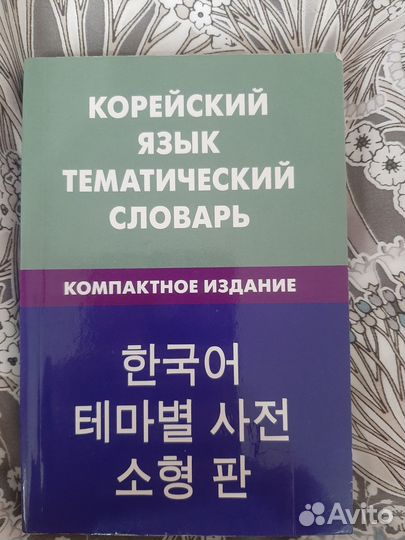 КОРЕЙСКИЙ
ЯЗЫК
ТЕМАТИЧЕСКИЙ
СЛОВАРЬ
КОМПАКТНОЕ ИЗДАНИЕ
한국어
테마별 사전
소형 판
Avito